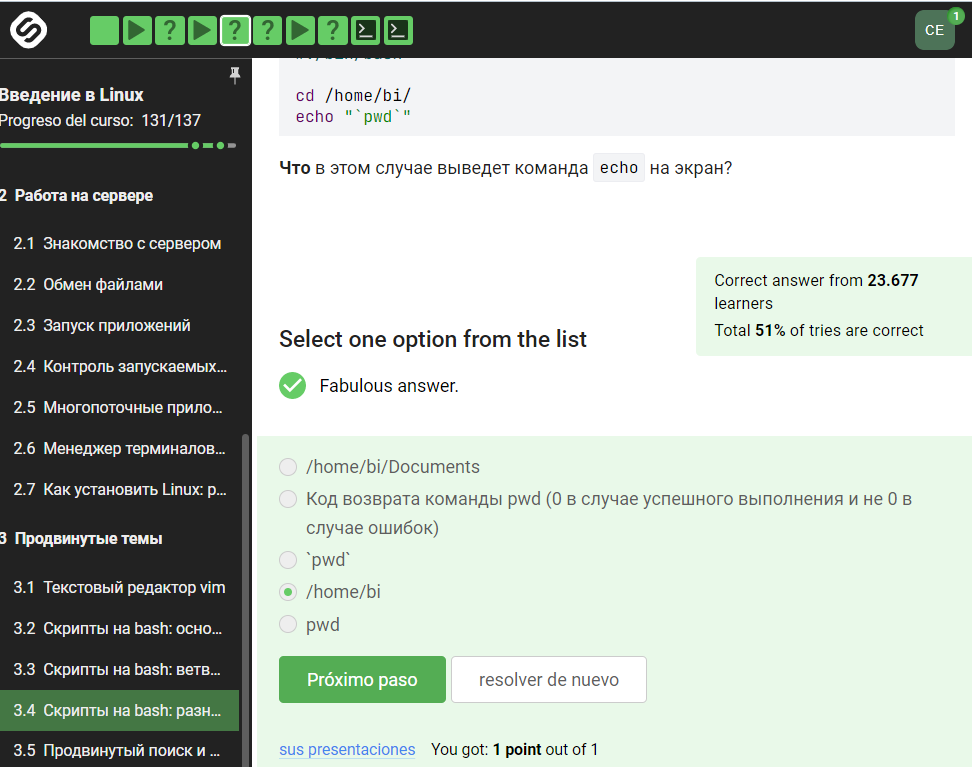 CE
1
Введение в Linux
Progreso del curso: 131/137
2 Работа на сервере
2.1 Знакомство с сервером
2.2 Обмен файлами
2.3 Запуск приложений
2.4 Контроль запускаемых...
2.5 Многопоточные прило...
2.6 Менеджер терминалов...
2.7 Как установить Linux: р...
3 Продвинутые темы
3.1 Текстовый редактор vim
3.2 Скрипты на bash: осно...
3.3 Скрипты на bash: ветв...
3.4 Скрипты на bash: разн...
3.5 Продвинутый поиск и ...
#!/bin/bash
cd /home/bi/
echo "`pwd`"
Что в этом случае выведет команда echo на экран?
Correct answer from 23.677
learners
Total 51% of tries are correct
Select one option from the list
Fabulous answer.
/home/bi/Documents
Код возврата команды pwd (0 в случае успешного выполнения и не 0 в
случае ошибок)
`pwd`
/home/bi
pwd
Próximo paso
resolver de nuevo
sus presentaciones You got: 1 point out of 1